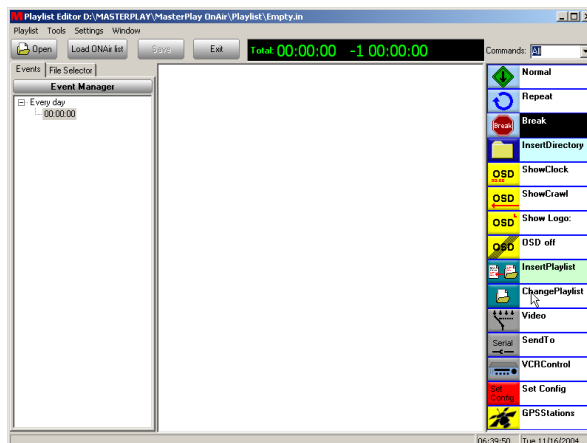 Playlist Editor D:\MASTERPLAY\MasterPlay OnAir\Playlist\Empty.in
Playlist Tools Settings Window
Open Load ONAir list Save Exit Total: 00:00:00 -1 00:00:00 Commands: All
Events File Selector
Event Manager
Every day
00:00:00
Normal
Repeat
Break Break
InsertDirectory
OSD ShowClock
OSD ShowCrawl
OSD Show Logo:
OSD OSD off
InsertPlaylist
ChangePlaylist
Video
Serial SendTo
VCRControl
Set Config Set Config
GPSStations
06:39:50 Tue 11/16/2004